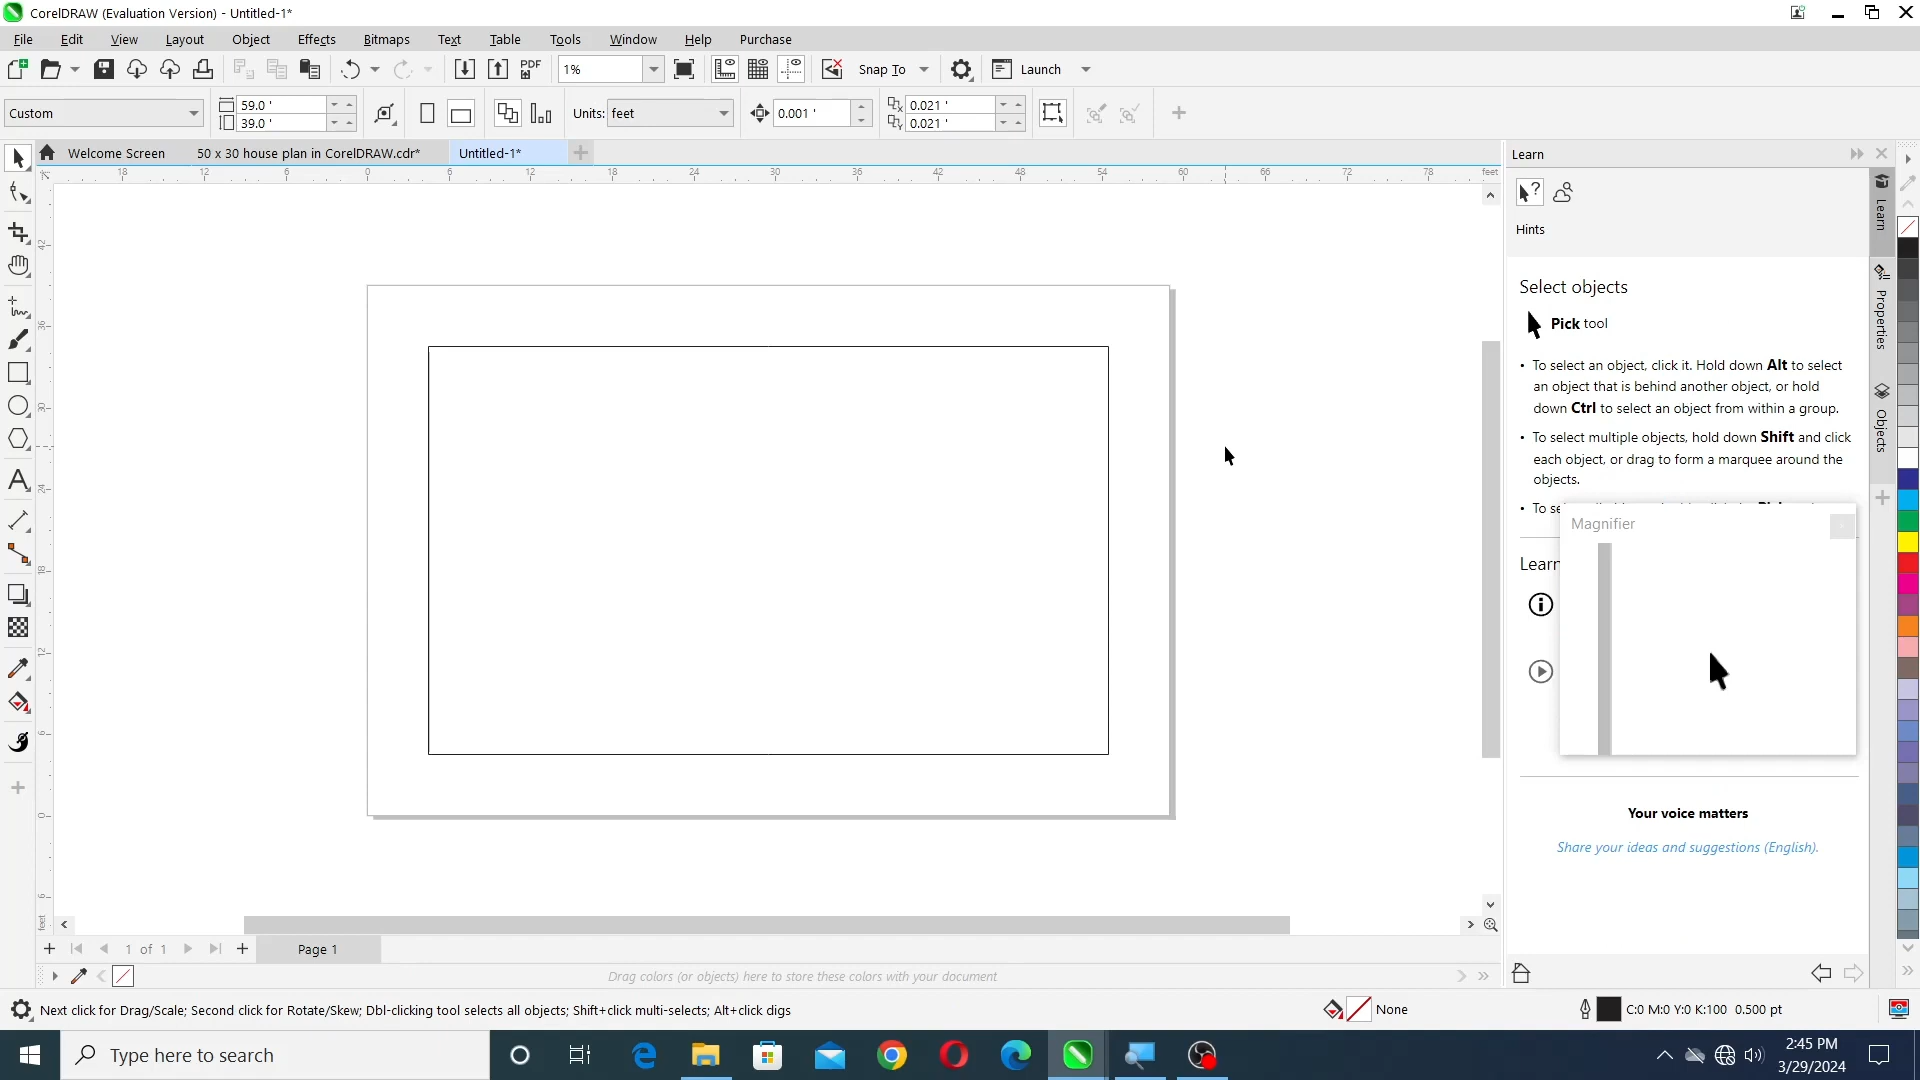 CorelDRAW (Evaluation Version) - Untitled-1*
File Edit View Layout Object Effects Bitmaps Text Table Tools Window Help Purchase
PDF 1% Snap To Launch
Custom 59.0 ' 39.0 ' Units: feet 0.001 ' 0.021 ' 0.021 '
Welcome Screen 50 x 30 house plan in CorelDRAW.cdr* Untitled-1*
18 12 6 0 6 12 18 24 30 36 42 48 54 60 66 72 78 feet
42
36
30
24
18
12
6
0
6
feet
Learn
Hints
Select objects
Pick tool
• To select an object, click it. Hold down Alt to select
an object that is behind another object, or hold
down Ctrl to select an object from within a group.
• To select multiple objects, hold down Shift and click
each object, or drag to form a marquee around the
objects.
Magnifier
Learn
Your voice matters
Share your ideas and suggestions (English).
Learn
Properties
Objects
1 of 1 Page 1
Drag colors (or objects) here to store these colors with your document
Next click for Drag/Scale; Second click for Rotate/Skew; Dbl-clicking tool selects all objects; Shift+click multi-selects; Alt+click digs
None
C:0 M:0 Y:0 K:100 0.500 pt
Type here to search
2:45 PM
3/29/2024